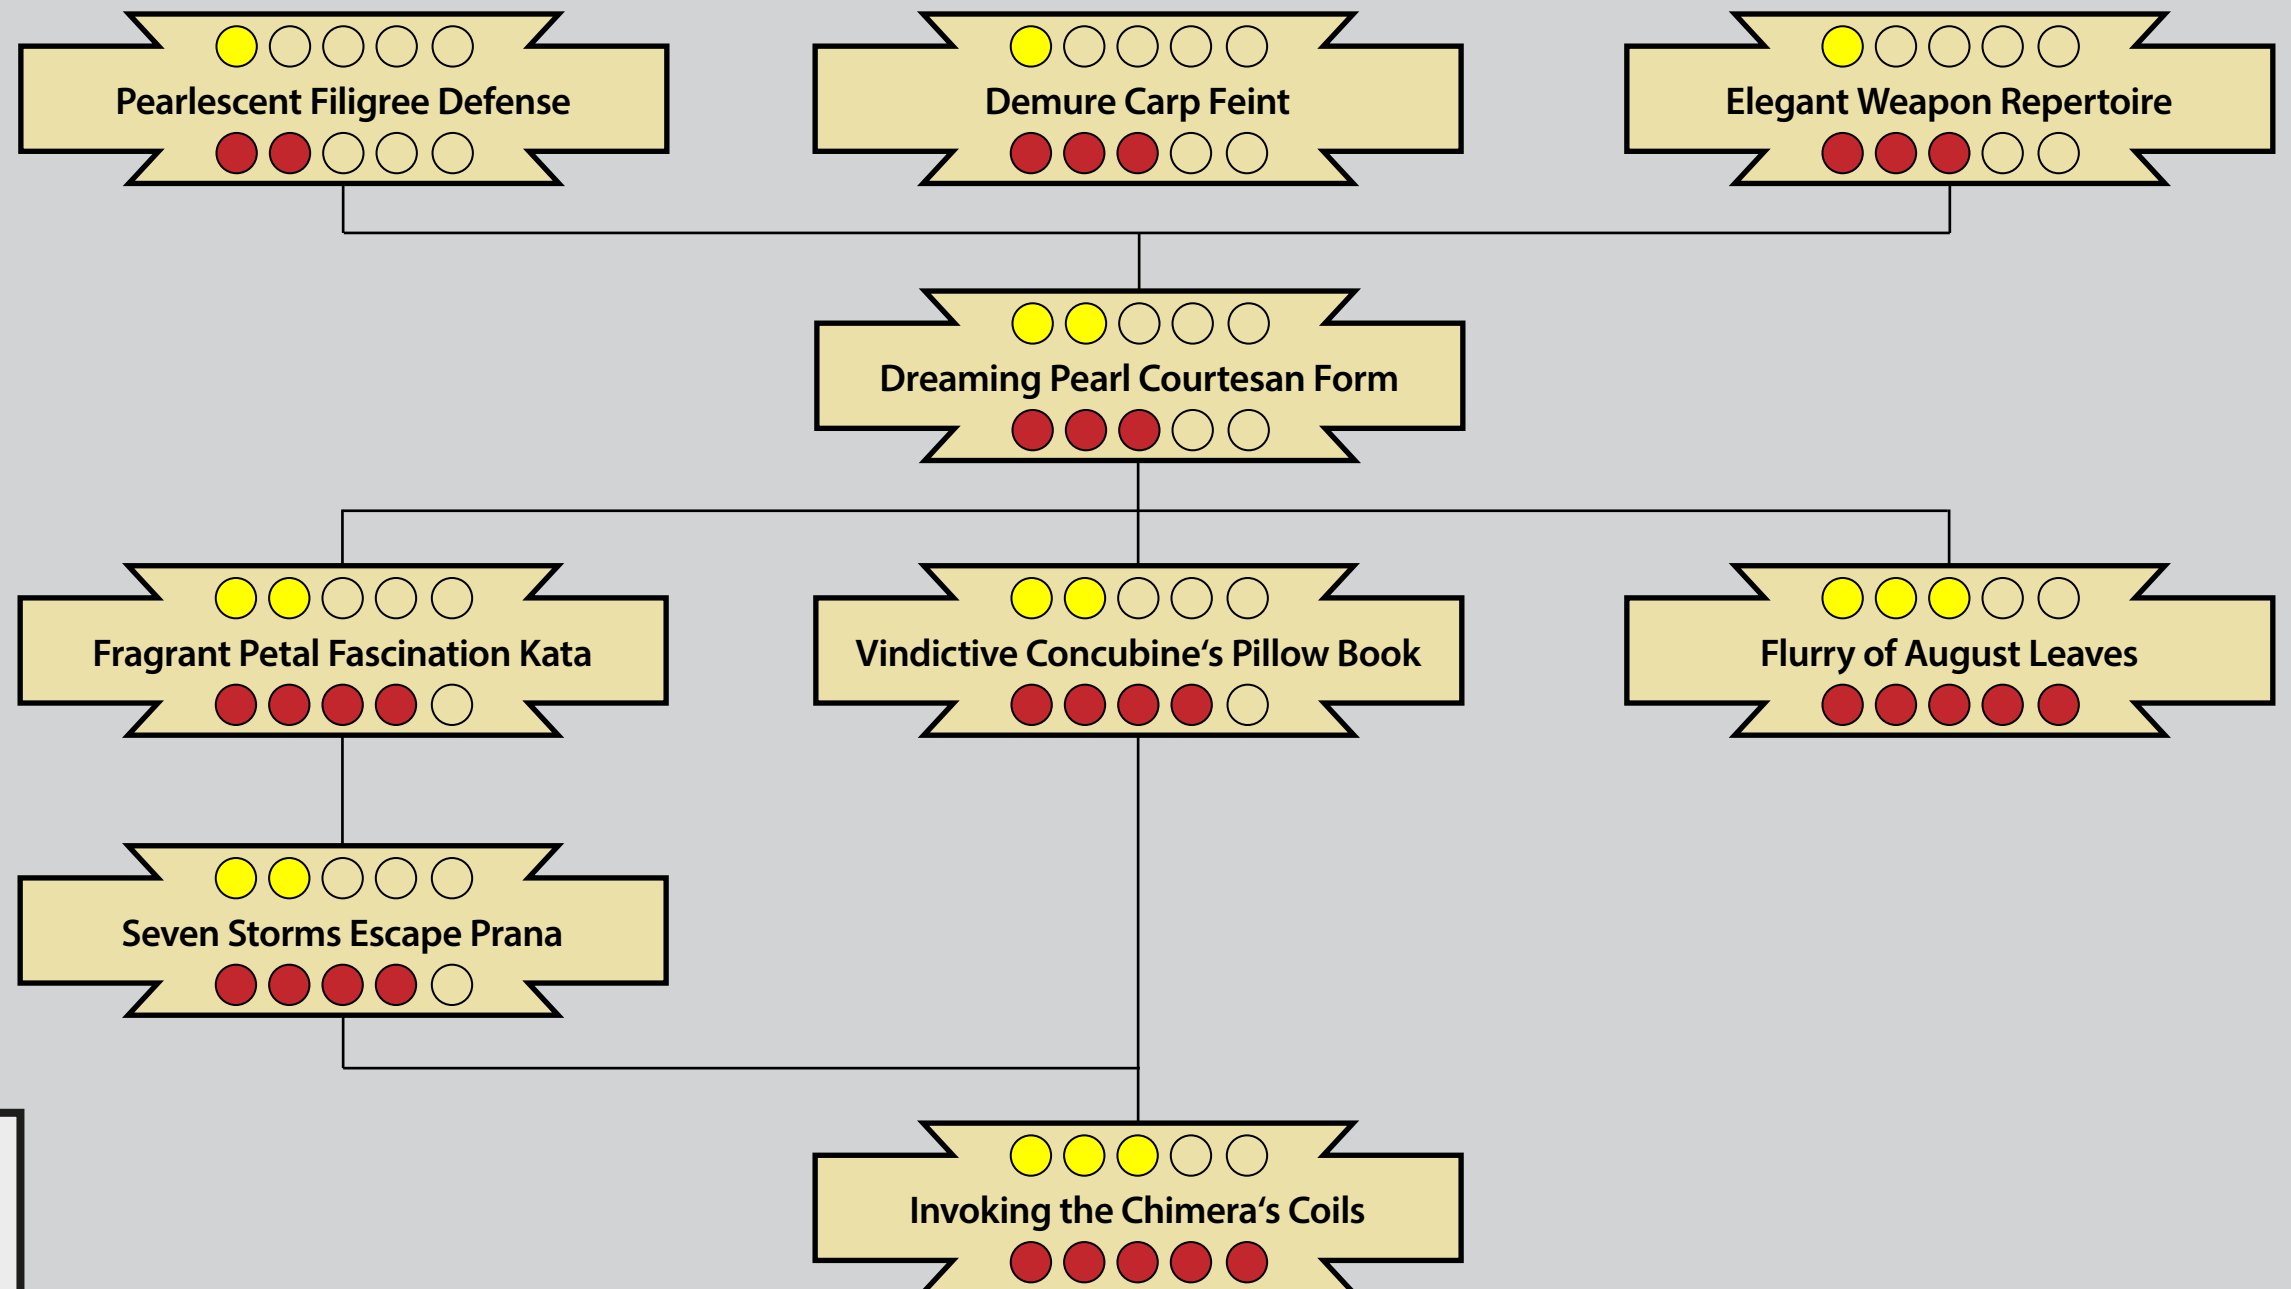 Pearlescent Filigree Defense
Demure Carp Feint
Elegant Weapon Repertoire
Dreaming Pearl Courtesan Form
Fragrant Petal Fascination Kata
Vindictive Concubine‘s Pillow Book
Flurry of August Leaves
Seven Storms Escape Prana
Invoking the Chimera‘s Coils